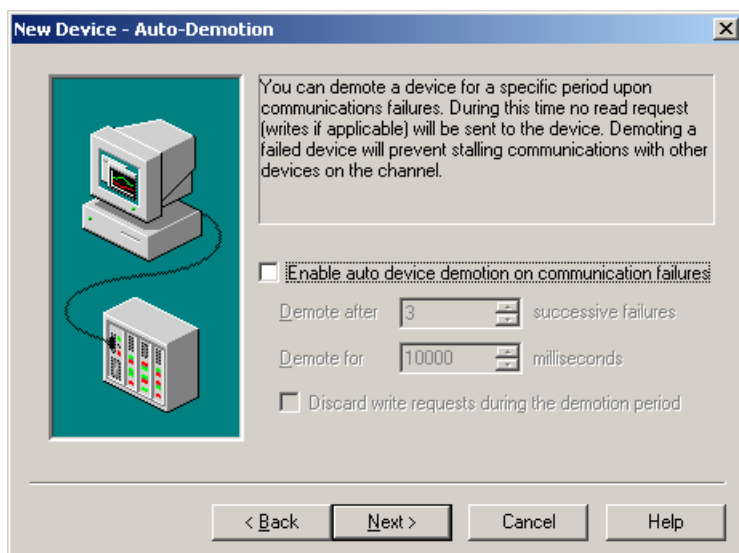 New Device - Auto-Demotion
You can demote a device for a specific period upon
communications failures. During this time no read request
(writes if applicable) will be sent to the device. Demoting a
failed device will prevent stalling communications with other
devices on the channel.
Enable auto device demotion on communication failures
Demote after 3 successive failures
Demote for 10000 milliseconds
Discard write requests during the demotion period
< Back Next > Cancel Help